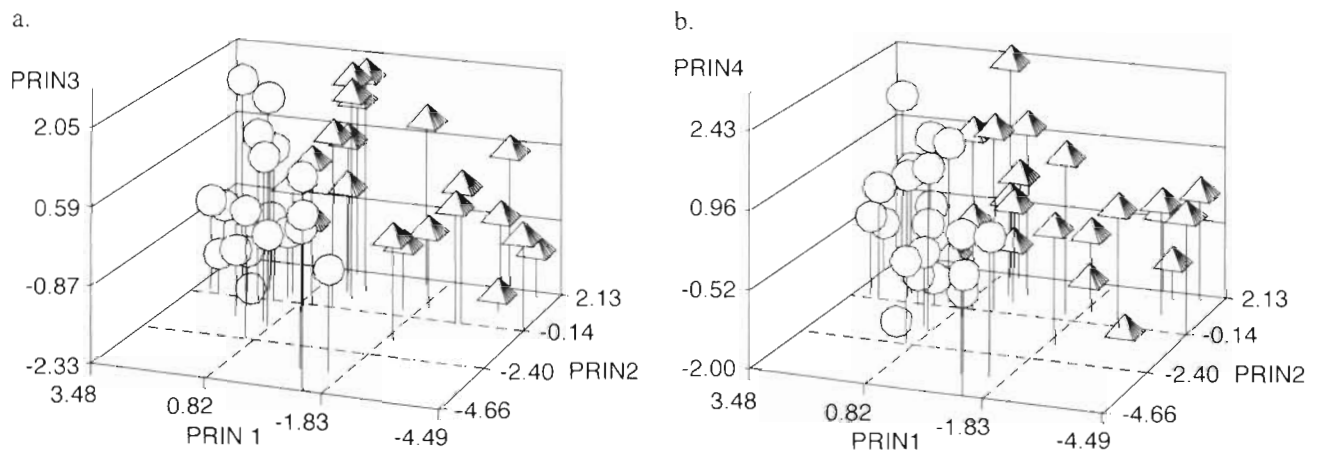 a.
PRIN3
2.05
0.59
-0.87
-2.33
3.48
0.82
-1.83
-4.49
PRIN 1
2.13
-0.14
-2.40 PRIN2
-4.66
b.
PRIN4
2.43
0.96
-0.52
-2.00
3.48
0.82
-1.83
-4.49
PRIN1
2.13
-0.14
-2.40 PRIN2
-4.66